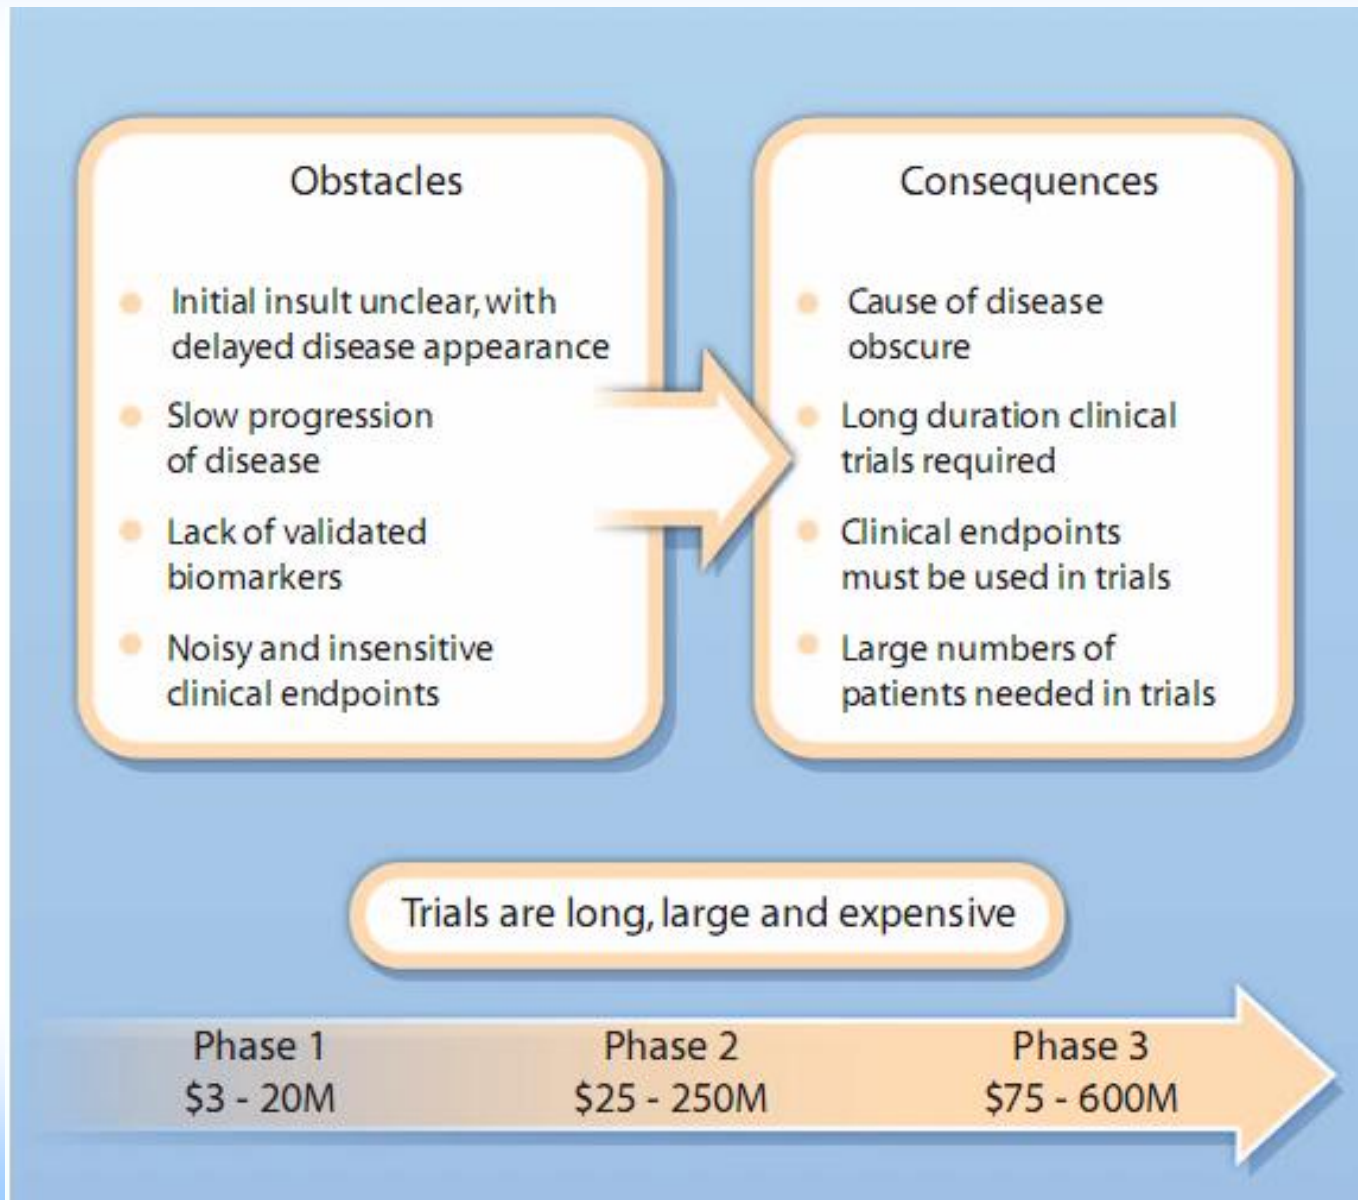 Obstacles
Initial insult unclear, with
delayed disease appearance
Slow progression
of disease
Lack of validated
biomarkers
Noisy and insensitive
clinical endpoints
Consequences
Cause of disease
obscure
Long duration clinical
trials required
Clinical endpoints
must be used in trials
Large numbers of
patients needed in trials
Trials are long, large and expensive
Phase 1
$3 - 20M
Phase 2
$25 - 250M
Phase 3
$75 - 600M